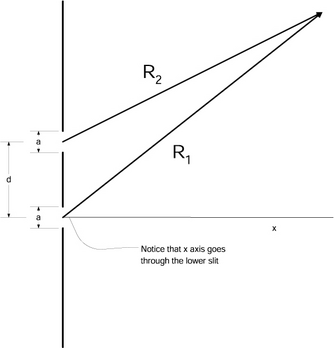 R2
a
R1
d
a
x
Notice that x axis goes
through the lower slit